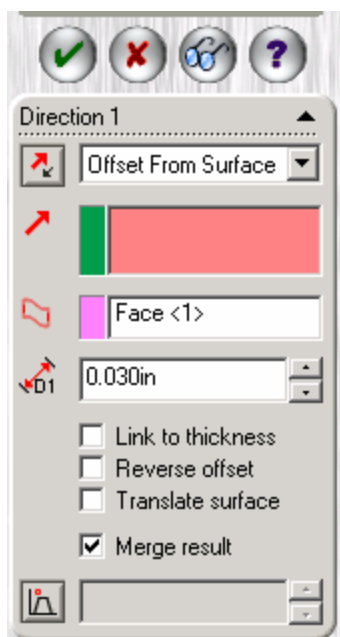 ?
Direction 1
Offset From Surface
Face <1>
D1
0.030in
Link to thickness
Reverse offset
Translate surface
Merge result